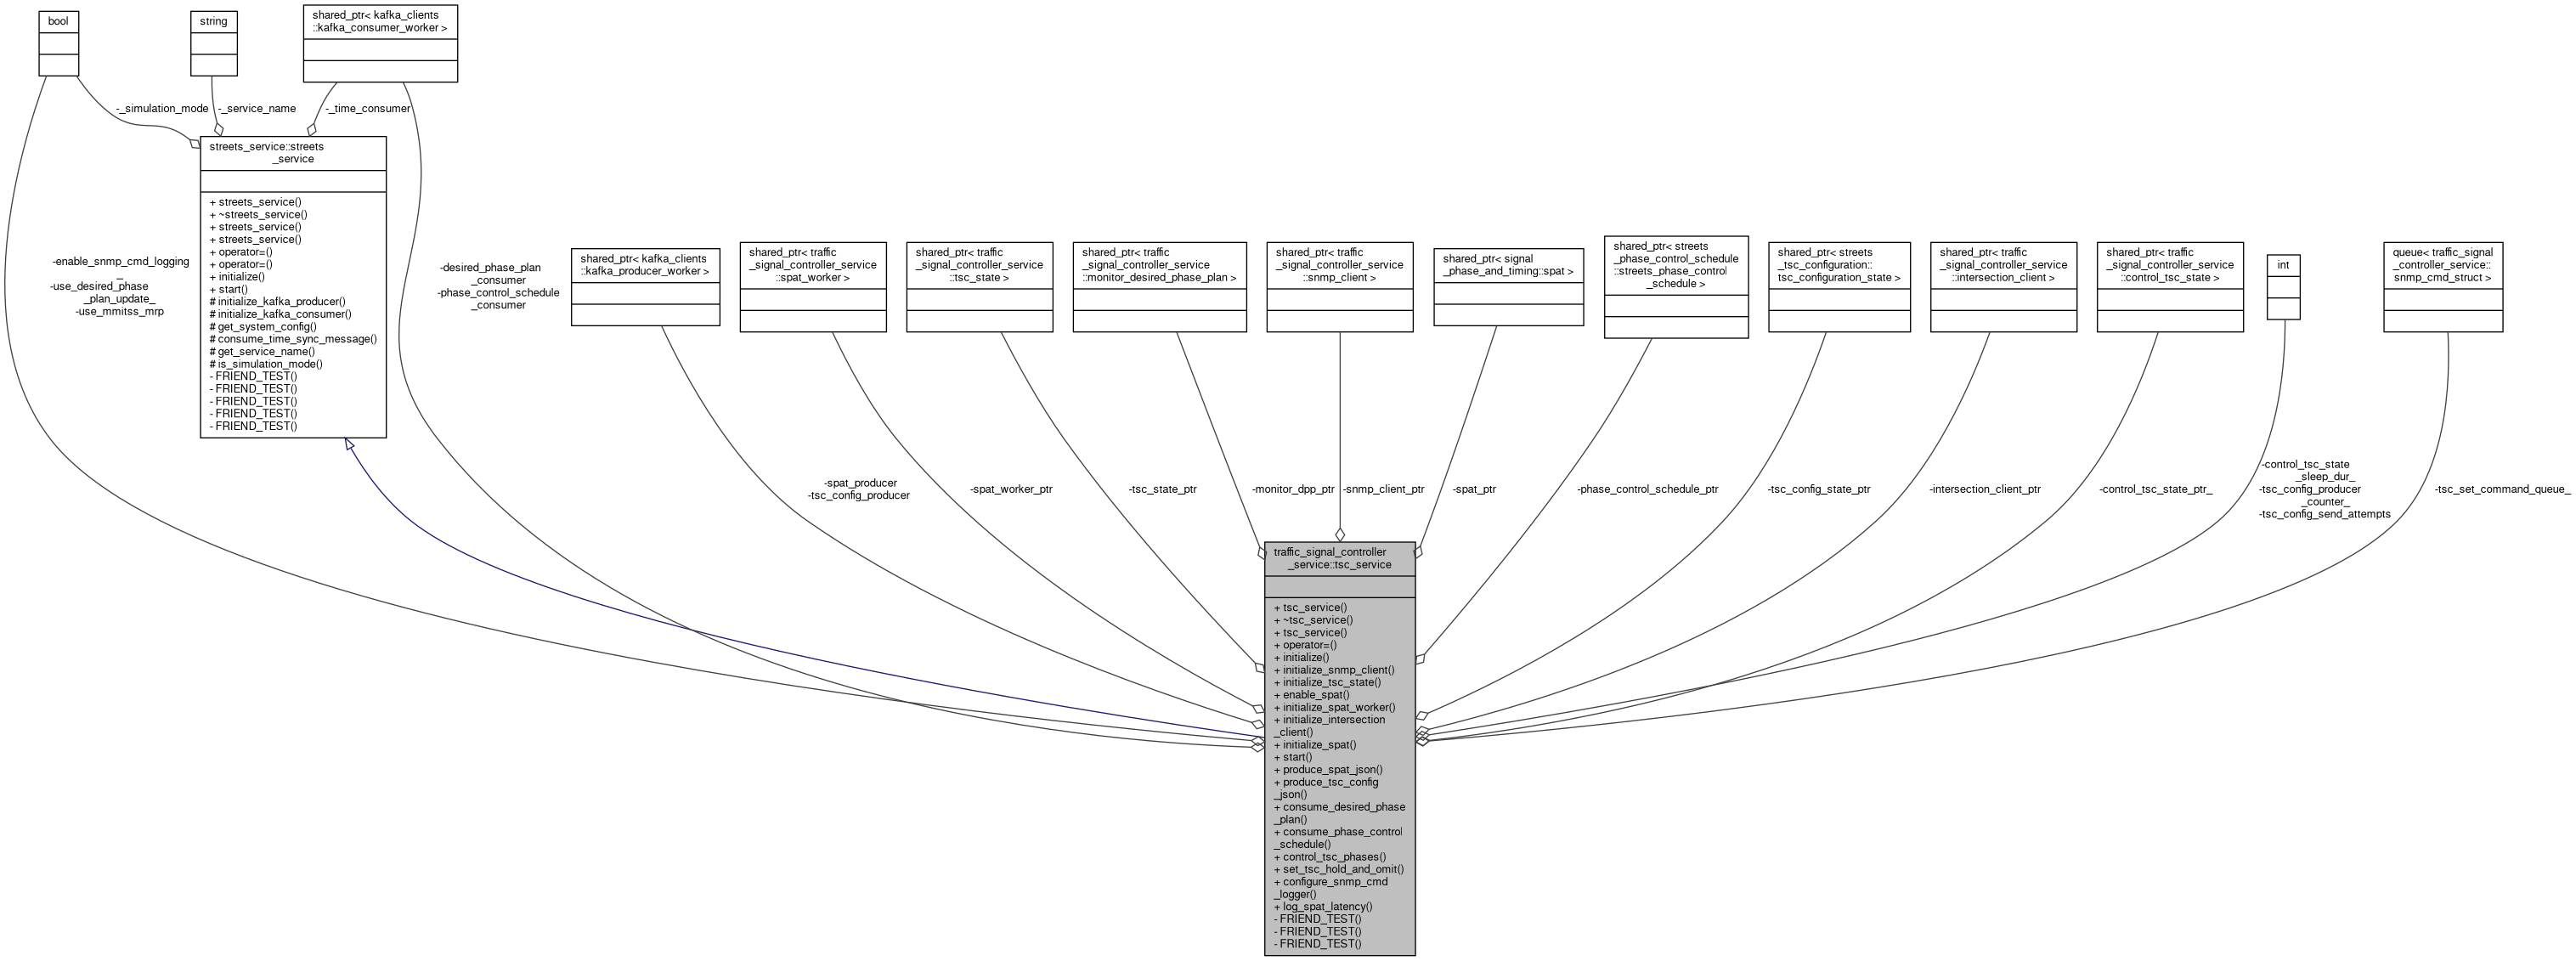 bool
string
shared_ptr< kafka_clients
::kafka_consumer_worker >
-_simulation_mode
-_service_name
-_time_consumer
streets_service::streets
_service
+ streets_service()
+ ~streets_service()
+ streets_service()
+ streets_service()
+ operator=()
+ operator=()
+ initialize()
+ start()
# initialize_kafka_producer()
# initialize_kafka_consumer()
# get_system_config()
# consume_time_sync_message()
# get_service_name()
# is_simulation_mode()
- FRIEND_TEST()
- FRIEND_TEST()
- FRIEND_TEST()
- FRIEND_TEST()
- FRIEND_TEST()
-enable_snmp_cmd_logging
_
-use_desired_phase
_plan_update_
-use_mmitss_mrp
-desired_phase_plan
_consumer
-phase_control_schedule
_consumer
shared_ptr< kafka_clients
::kafka_producer_worker >
shared_ptr< traffic
_signal_controller_service
::spat_worker >
shared_ptr< traffic
_signal_controller_service
::tsc_state >
shared_ptr< traffic
_signal_controller_service
::monitor_desired_phase_plan >
shared_ptr< traffic
_signal_controller_service
::snmp_client >
shared_ptr< signal
_phase_and_timing::spat >
shared_ptr< streets
_phase_control_schedule
::streets_phase_control
_schedule >
shared_ptr< streets
_tsc_configuration::
tsc_configuration_state >
shared_ptr< traffic
_signal_controller_service
::intersection_client >
shared_ptr< traffic
_signal_controller_service
::control_tsc_state >
int
queue< traffic_signal
_controller_service::
snmp_cmd_struct >
-spat_producer
-tsc_config_producer
-spat_worker_ptr
-tsc_state_ptr
-monitor_dpp_ptr
-snmp_client_ptr
-spat_ptr
-phase_control_schedule_ptr
-tsc_config_state_ptr
-intersection_client_ptr
-control_tsc_state_ptr_
-control_tsc_state
_sleep_dur_
-tsc_config_producer
_counter_
-tsc_config_send_attempts
-tsc_set_command_queue_
traffic_signal_controller
_service::tsc_service
+ tsc_service()
+ ~tsc_service()
+ tsc_service()
+ operator=()
+ initialize()
+ initialize_snmp_client()
+ initialize_tsc_state()
+ enable_spat()
+ initialize_spat_worker()
+ initialize_intersection
_client()
+ initialize_spat()
+ start()
+ produce_spat_json()
+ produce_tsc_config
_json()
+ consume_desired_phase
_plan()
+ consume_phase_control
_schedule()
+ control_tsc_phases()
+ set_tsc_hold_and_omit()
+ configure_snmp_cmd
_logger()
+ log_spat_latency()
- FRIEND_TEST()
- FRIEND_TEST()
- FRIEND_TEST()